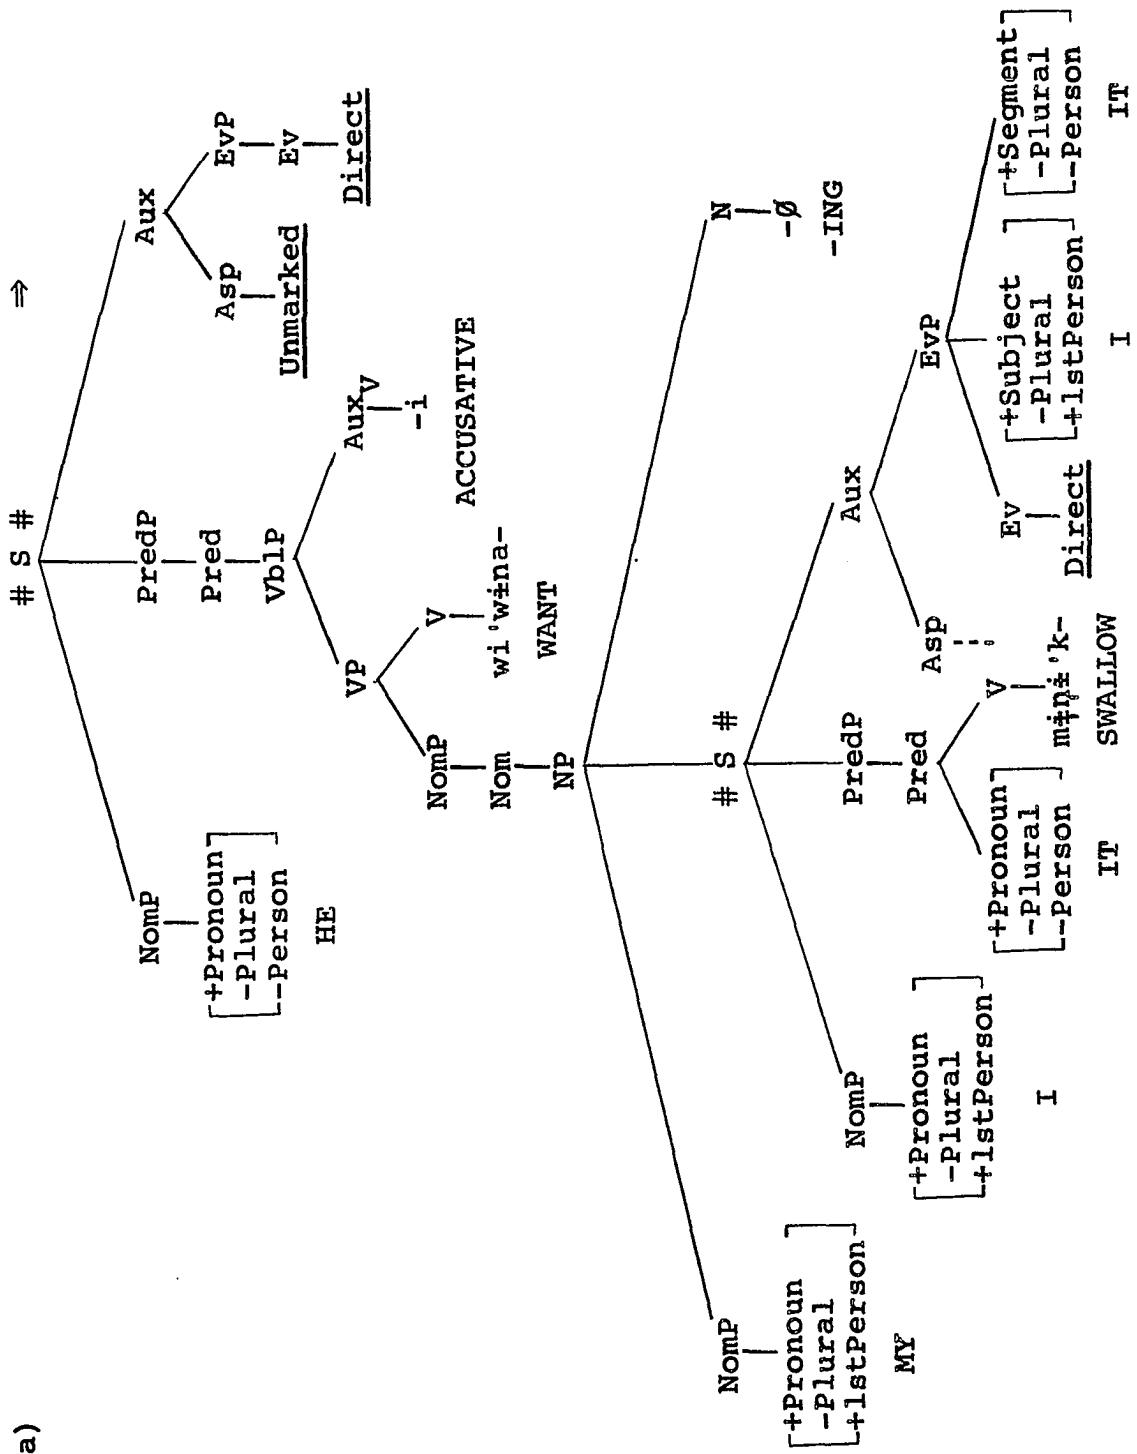 a)
# S # ⇒
NomP PredP Aux
[+Pronoun Pred Asp EvP
-Plural VblP Unmarked Ev
-Person] Direct
HE
VP Aux_V
NomP V -i
Nom wi'wɨna- ACCUSATIVE
NP WANT
NomP # S # N
[+Pronoun -∅
-Plural -ING
+1stPerson]
MY
NomP PredP Aux
[+Pronoun Pred Asp EvP
-Plural
+1stPerson]
I
[+Pronoun V Ev [+Subject [+Segment
-Plural mɨnɨ'k- Direct -Plural -Plural
-Person] +1stPerson] -Person]
IT SWALLOW I IT